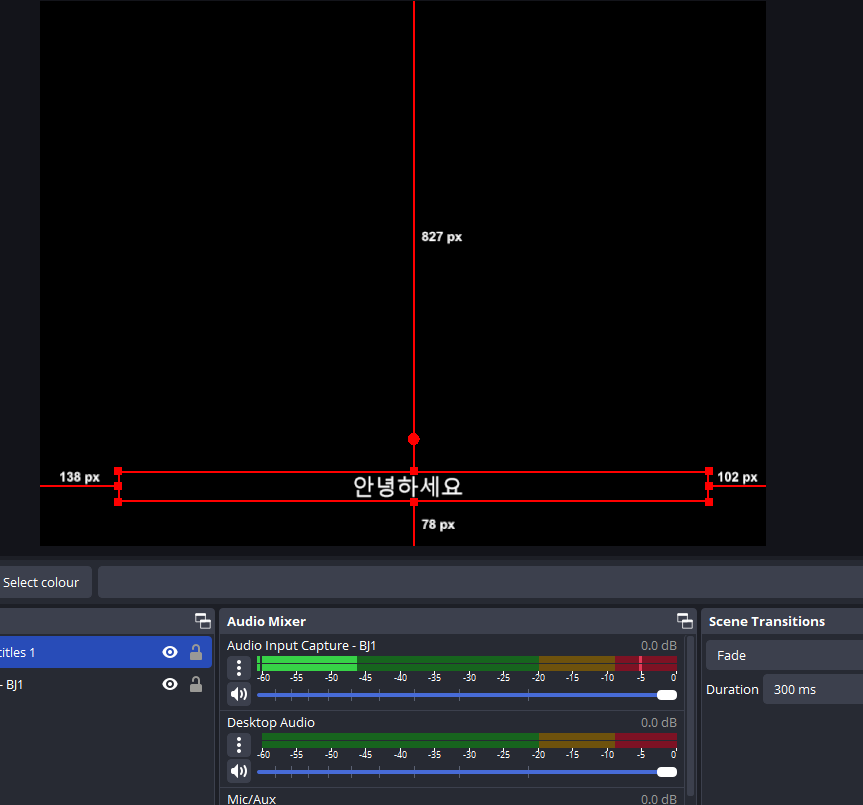 827 px
138 px
안녕하세요
102 px
78 px
Select colour
titles 1
- BJ1
Audio Mixer
Audio Input Capture - BJ1
0.0 dB
-60 -55 -50 -45 -40 -35 -30 -25 -20 -15 -10 -5 0
Desktop Audio
0.0 dB
-60 -55 -50 -45 -40 -35 -30 -25 -20 -15 -10 -5 0
Mic/Aux
0.0 dB
Scene Transitions
Fade
Duration
300 ms